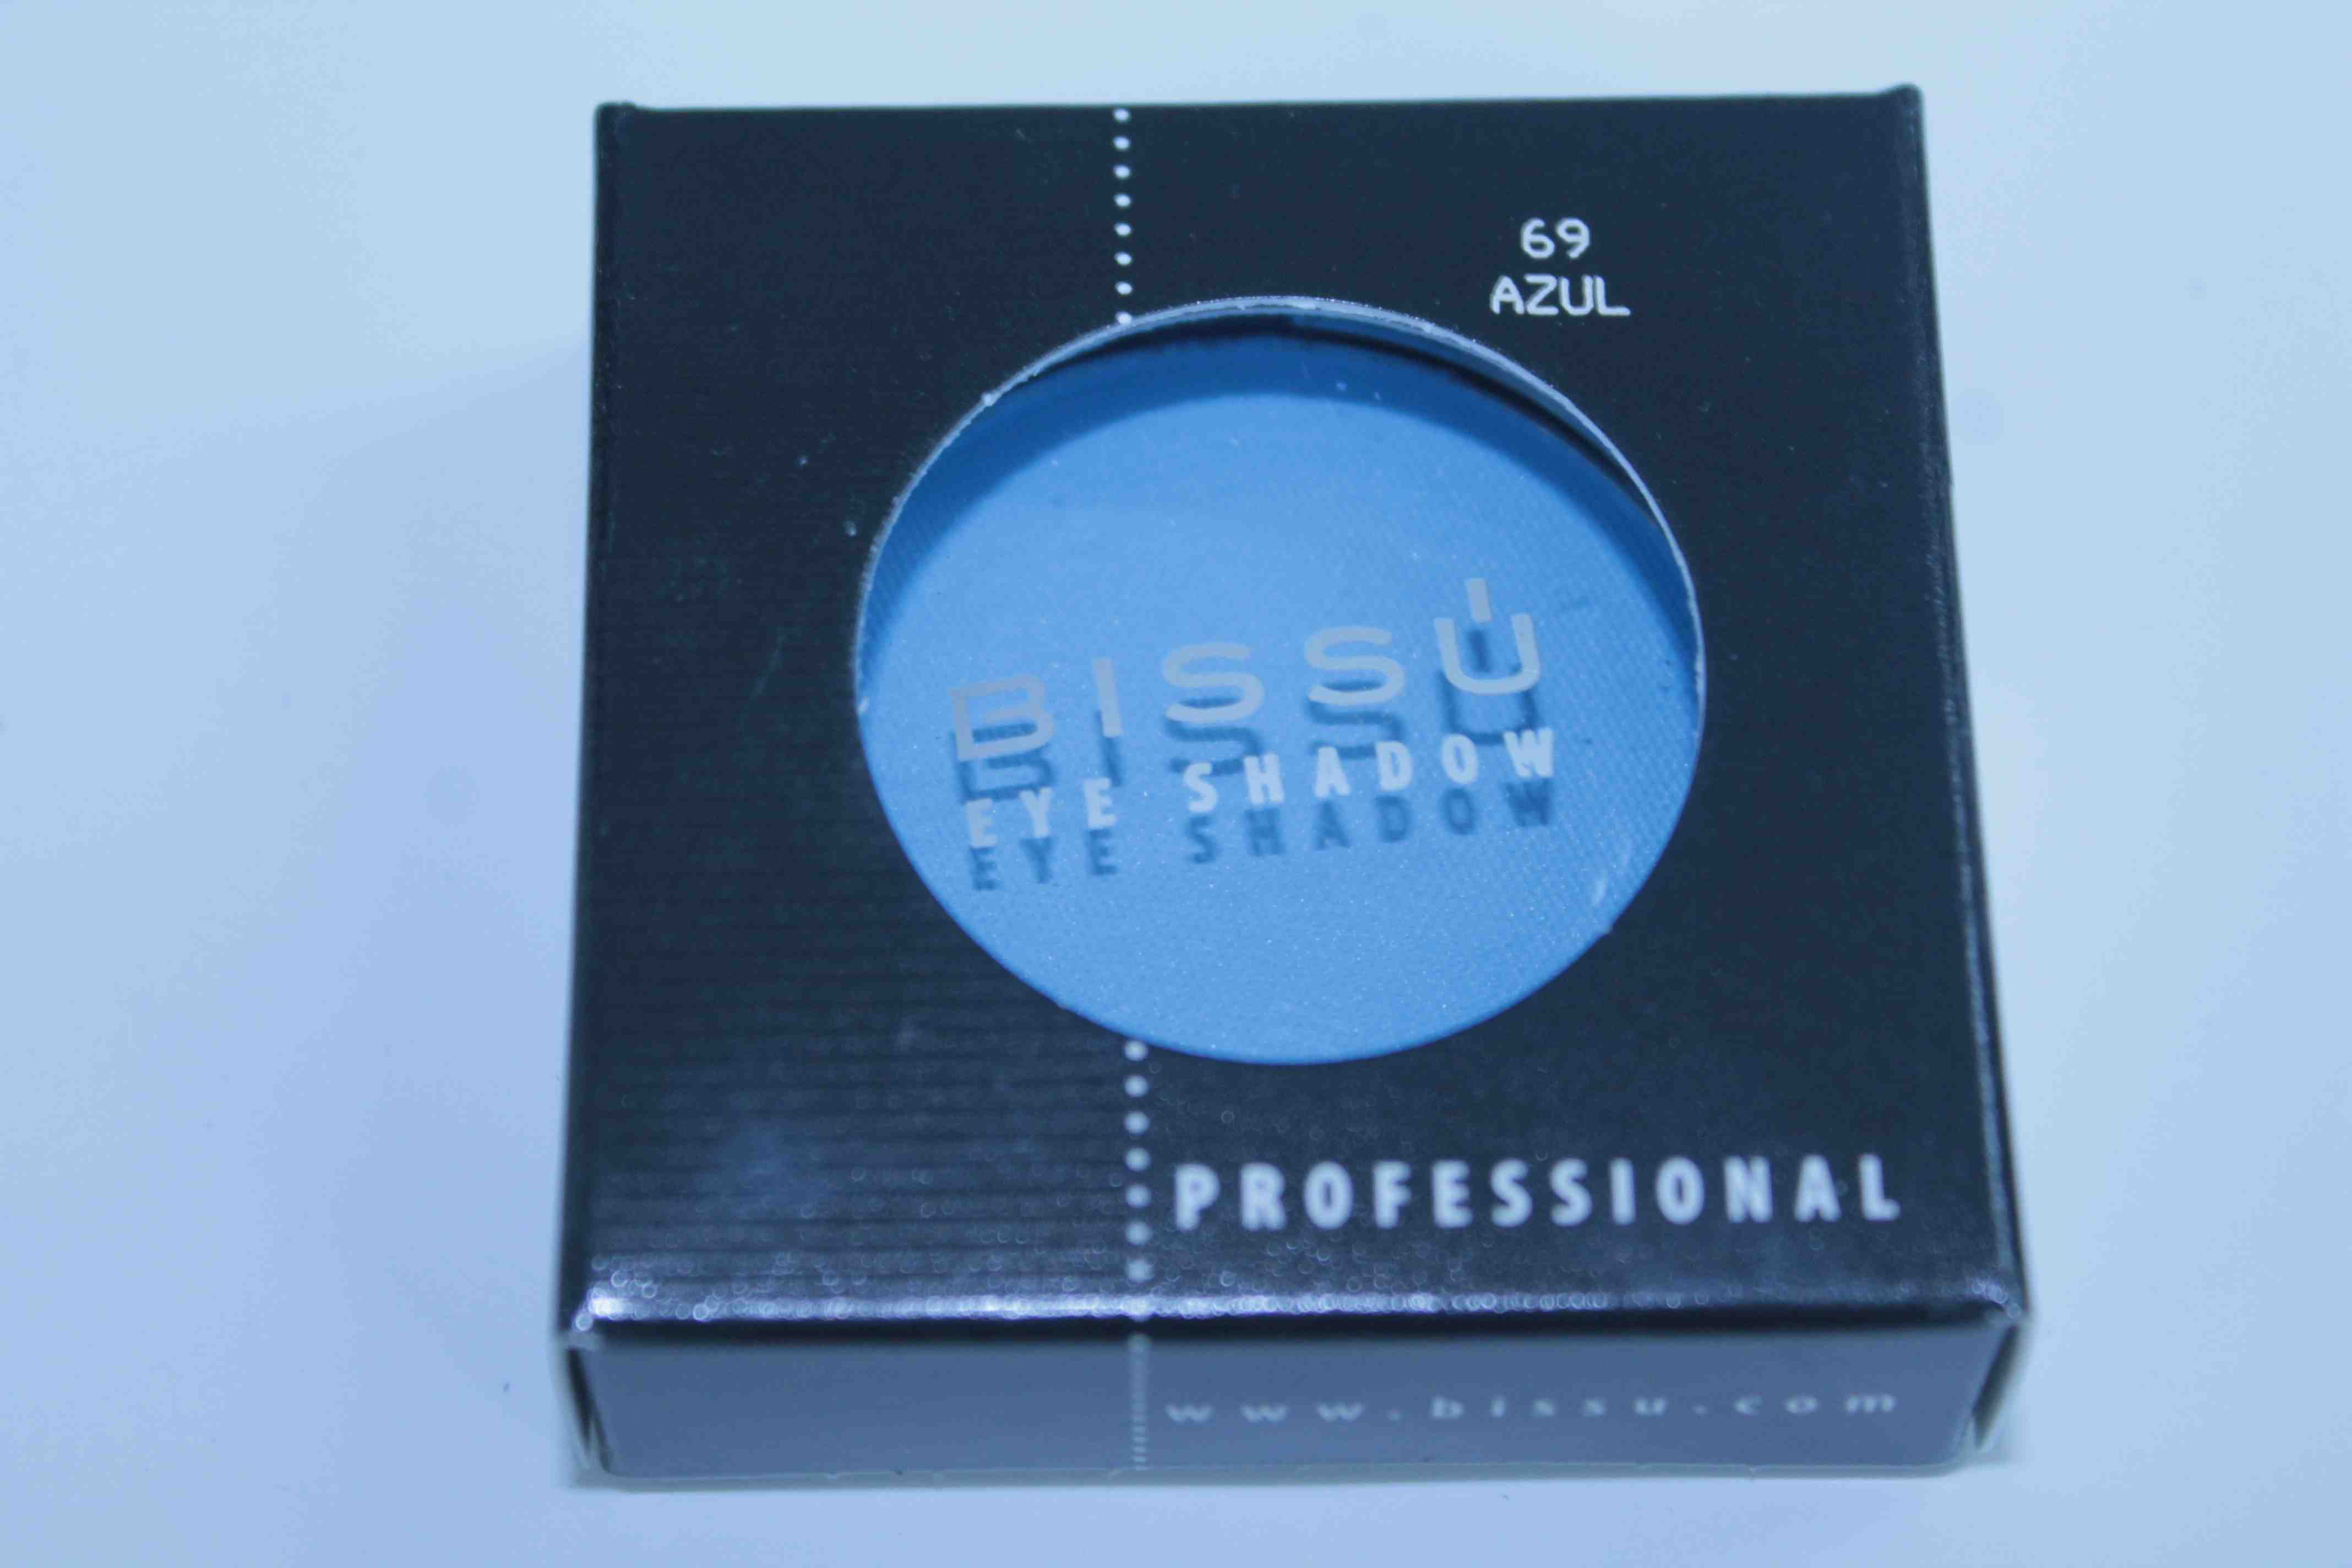 69
AZUL
BISSÚ
EYE SHADOW
PROFESSIONAL
www.bissu.com